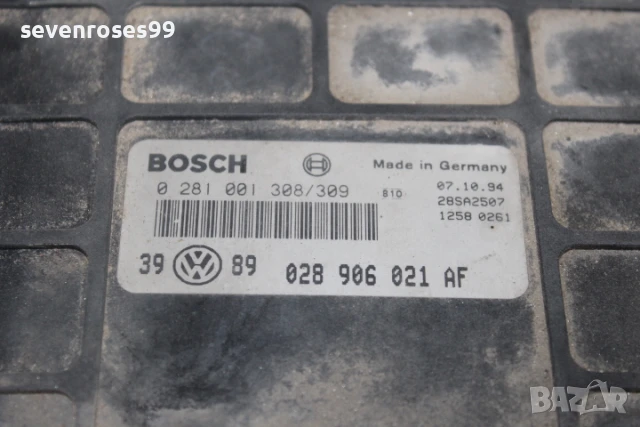 sevenroses99
BOSCH
Made in Germany
0 281 001 308/309
810
07.10.94
28SA2507
1258 0261
39 VW 89
028 906 021 AF
BAZAR